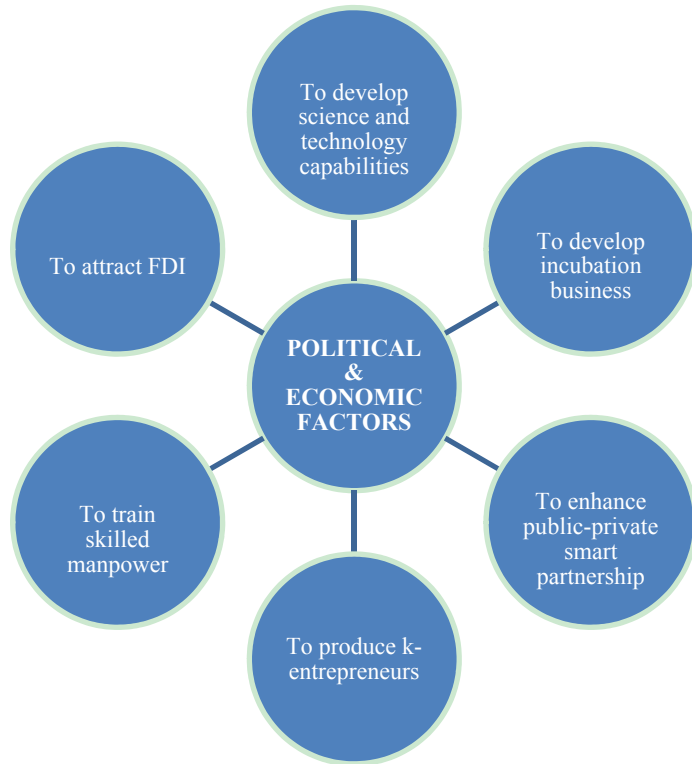 To develop
science and
technology
capabilities
To attract FDI
To develop
incubation
business
POLITICAL
&
ECONOMIC
FACTORS
To train
skilled
manpower
To enhance
public-private
smart
partnership
To produce k-
entrepreneurs